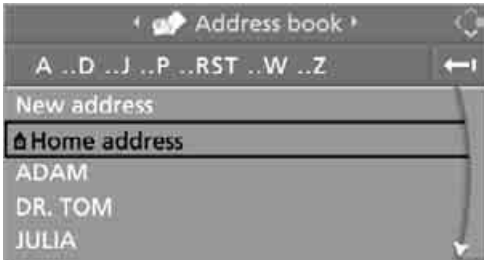 Address book
A ..D ..J ..P ..RST ..W ..Z
New address
Home address
ADAM
DR. TOM
JULIA